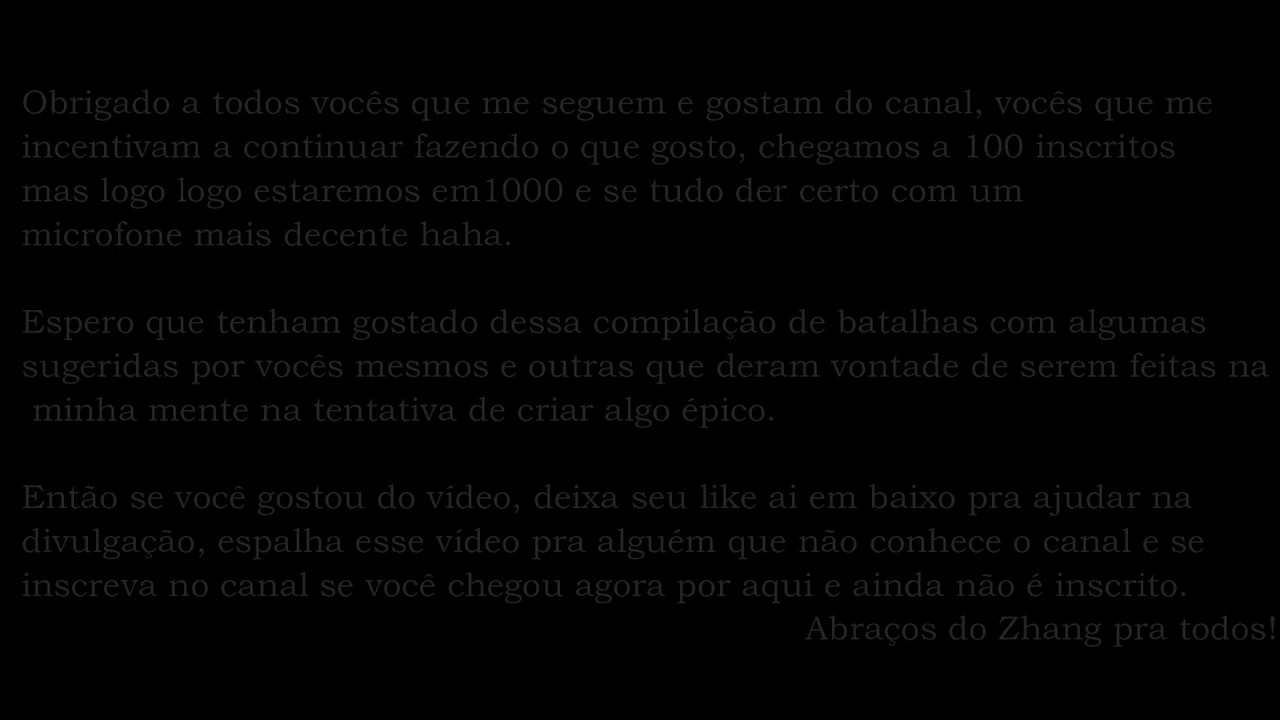 Obrigado a todos vocês que me seguem e gostam do canal, vocês que me
incentivam a continuar fazendo o que gosto, chegamos a 100 inscritos
mas logo logo estaremos em1000 e se tudo der certo com um
microfone mais decente haha.
Espero que tenham gostado dessa compilação de batalhas com algumas
sugeridas por vocês mesmos e outras que deram vontade de serem feitas na
minha mente na tentativa de criar algo épico.
Então se você gostou do vídeo, deixa seu like ai em baixo pra ajudar na
divulgação, espalha esse vídeo pra alguém que não conhece o canal e se
inscreva no canal se você chegou agora por aqui e ainda não é inscrito.
Abraços do Zhang pra todos!